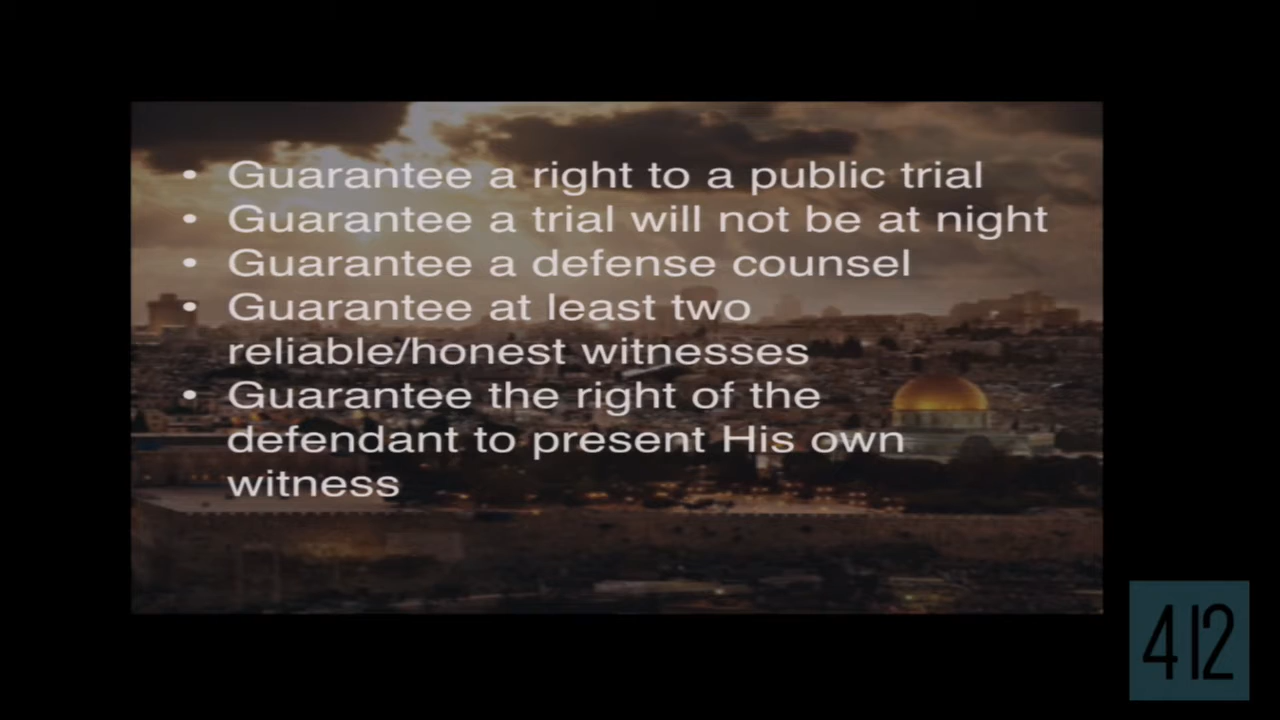 • Guarantee a right to a public trial
• Guarantee a trial will not be at night
• Guarantee a defense counsel
• Guarantee at least two
reliable/honest witnesses
• Guarantee the right of the
defendant to present His own
witness
412